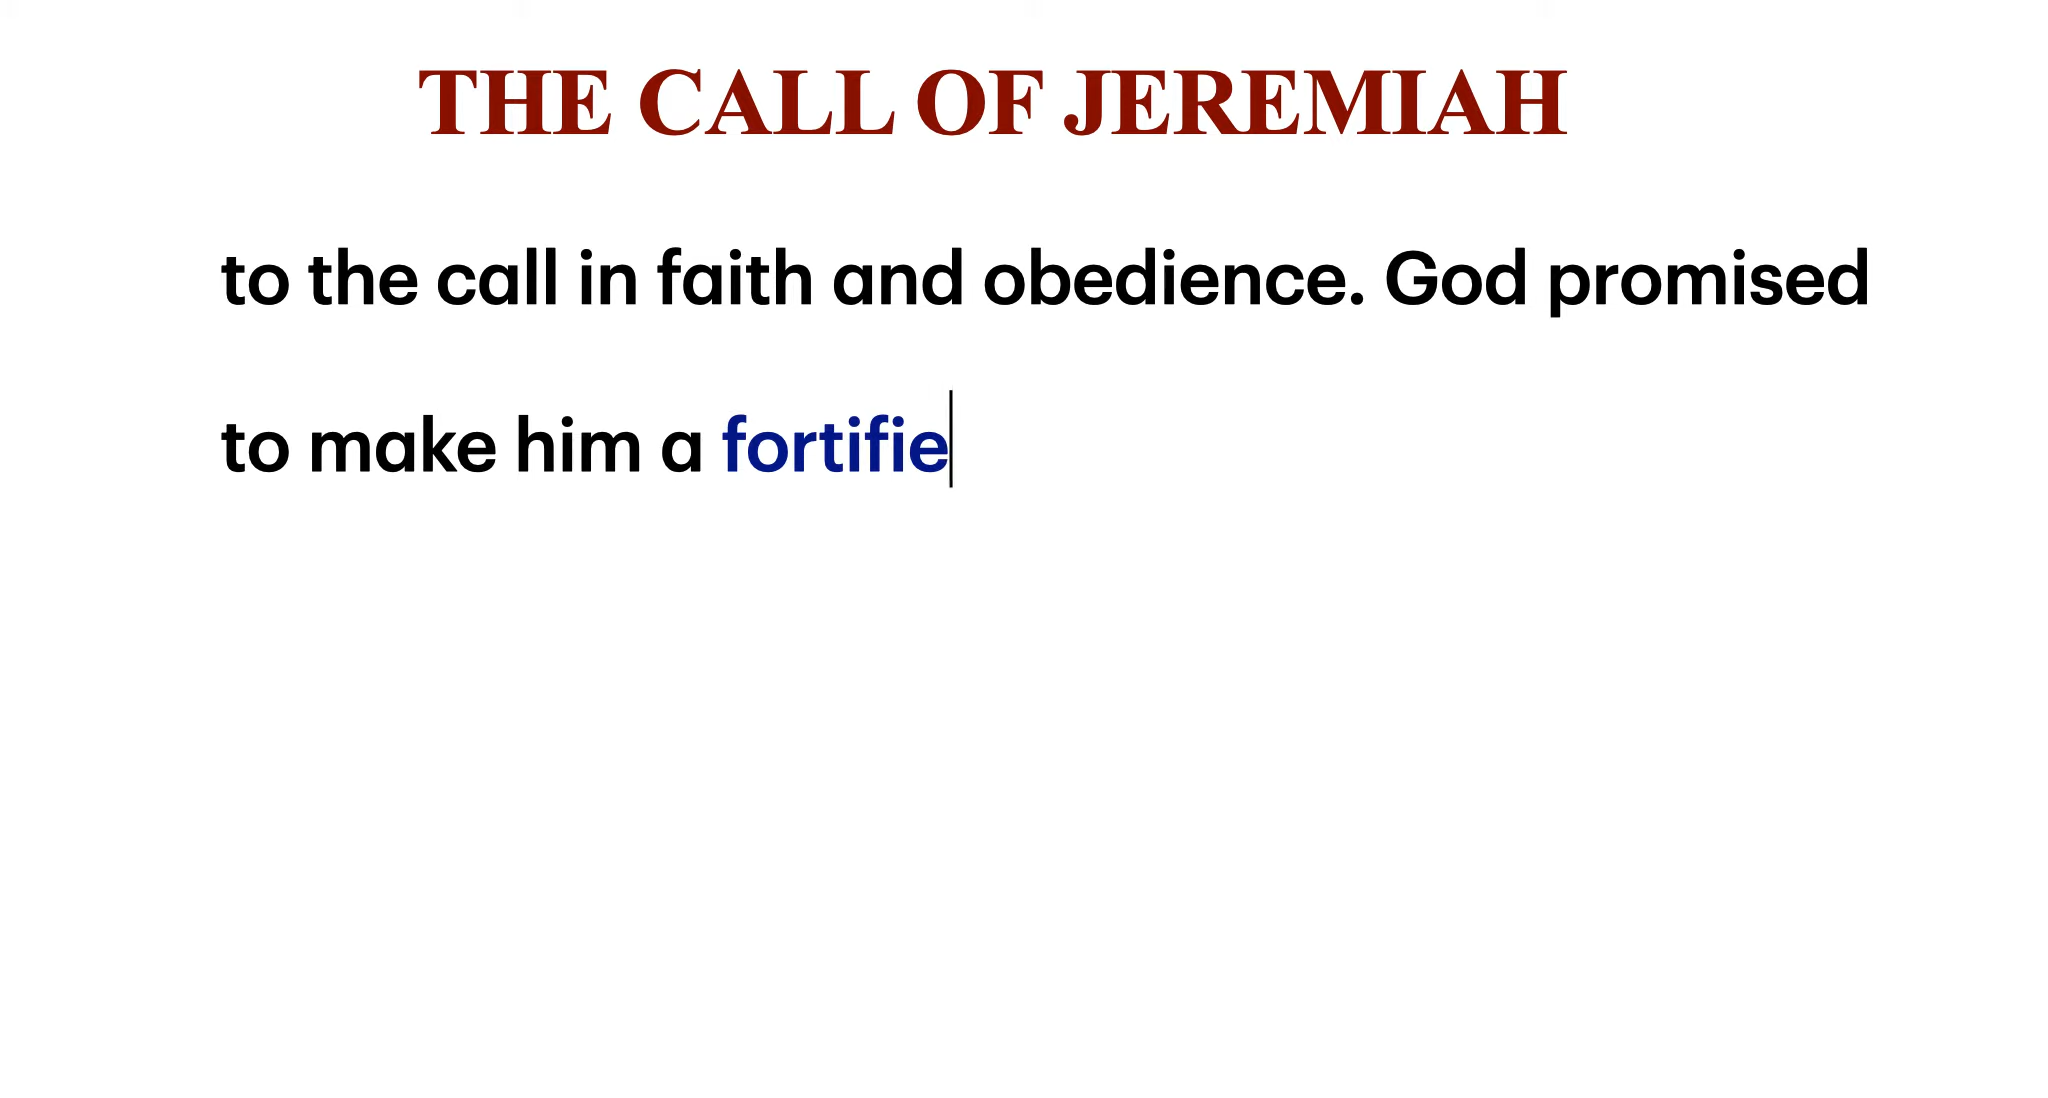 THE CALL OF JEREMIAH
to the call in faith and obedience. God promised
to make him a fortifie